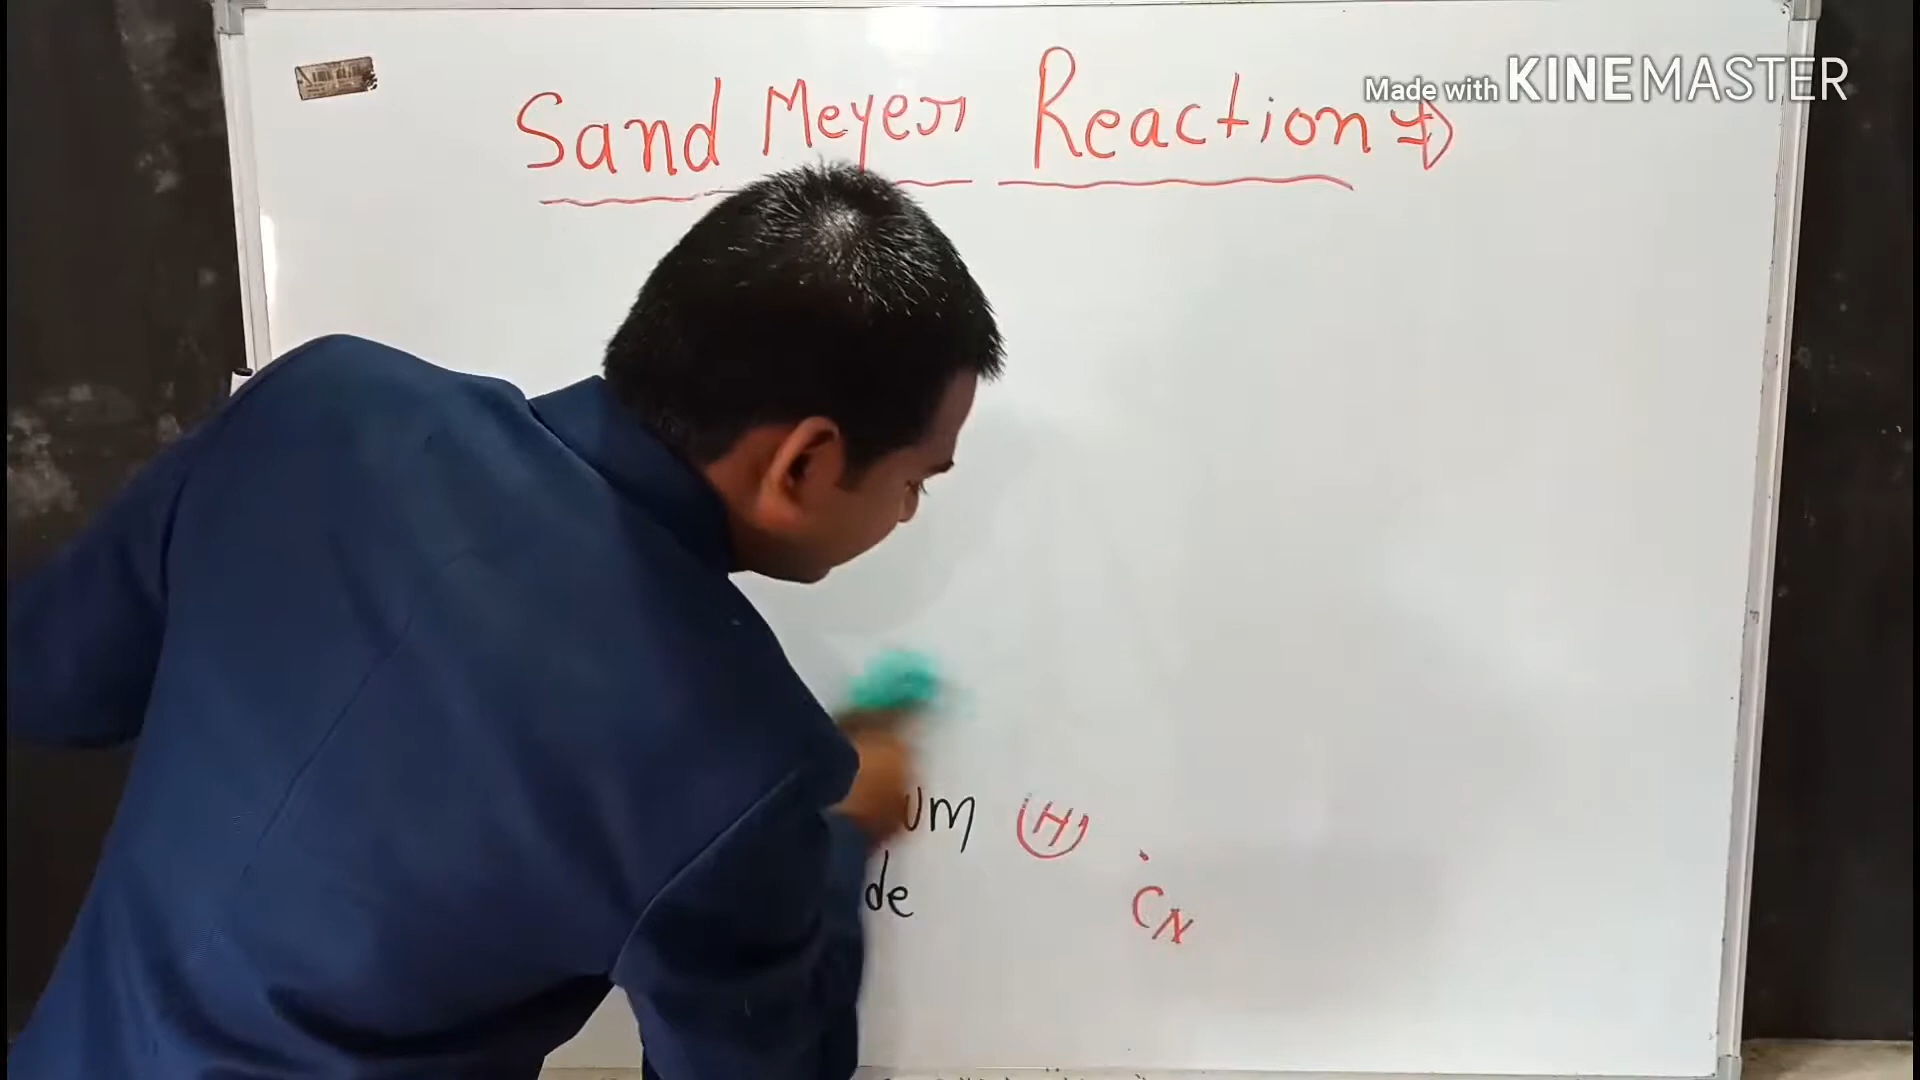 Made with KINEMASTER
Sand Meyer Reaction
um (H)
de
CN